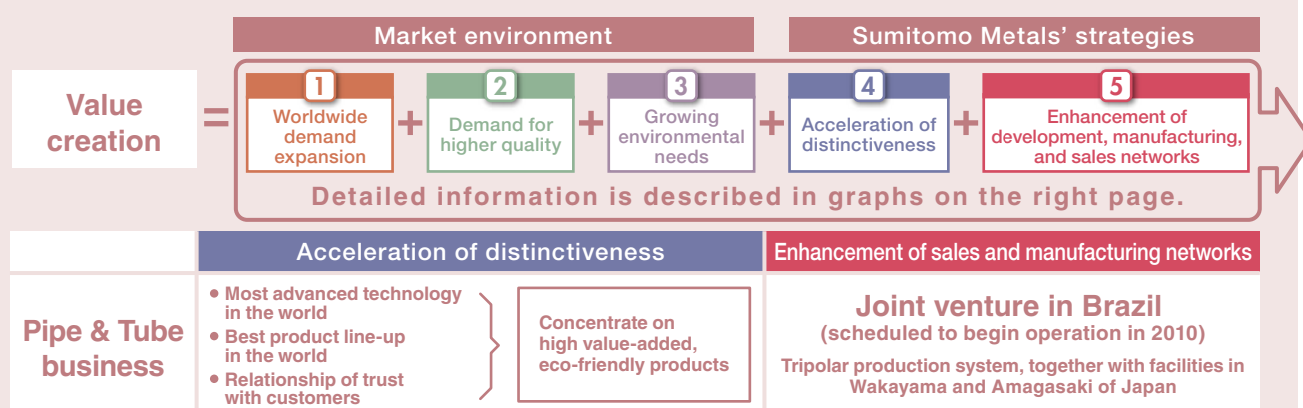 Market environment
Sumitomo Metals’ strategies
Value
creation
=
1
Worldwide
demand
expansion
+
2
Demand for
higher quality
+
3
Growing
environmental
needs
+
4
Acceleration of
distinctiveness
+
5
Enhancement of
development, manufacturing,
and sales networks
Detailed information is described in graphs on the right page.
Acceleration of distinctiveness
Enhancement of sales and manufacturing networks
Pipe & Tube
business
• Most advanced technology
in the world
• Best product line-up
in the world
• Relationship of trust
with customers
Concentrate on
high value-added,
eco-friendly products
Joint venture in Brazil
(scheduled to begin operation in 2010)
Tripolar production system, together with facilities in
Wakayama and Amagasaki of Japan